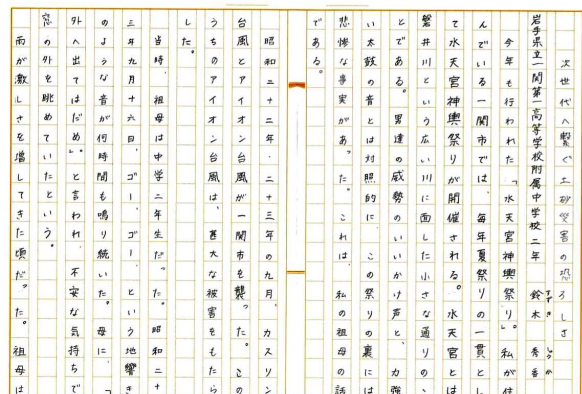 次世代へ繋ぐ土砂災害の恐ろしさ
岩手県立一関第一高等学校附属中学校二年 鈴木 秀香
すずき しゅうか
今年も行われた「水天宮神輿祭り」。私が住
んでいる一関市では、毎年夏祭りの一貫とし
て水天宮神輿祭りが開催される。水天宮とは
磐井川という広い川に面した小さな通りのこ
とである。男達の威勢のいいかけ声と、力強
い太鼓の音とは対照的に、この祭りの裏には
悲惨な事実があった。これは、私の祖母の話
である。
昭和二十二年・二十三年の九月、カスリン
台風とアイオン台風が一関市を襲った。この
うちのアイオン台風は、甚大な被害をもたら
した。
当時、祖母は中学二年生だった。昭和二十
三年九月十六日、ゴー、ゴー、という地響き
のような音が何時間も鳴り続いた。母に、「
外へ出てはだめ」。と言われ、不安な気持ちで
窓の外を眺めていたという。
雨が激しさを増してきた頃だった。祖母は